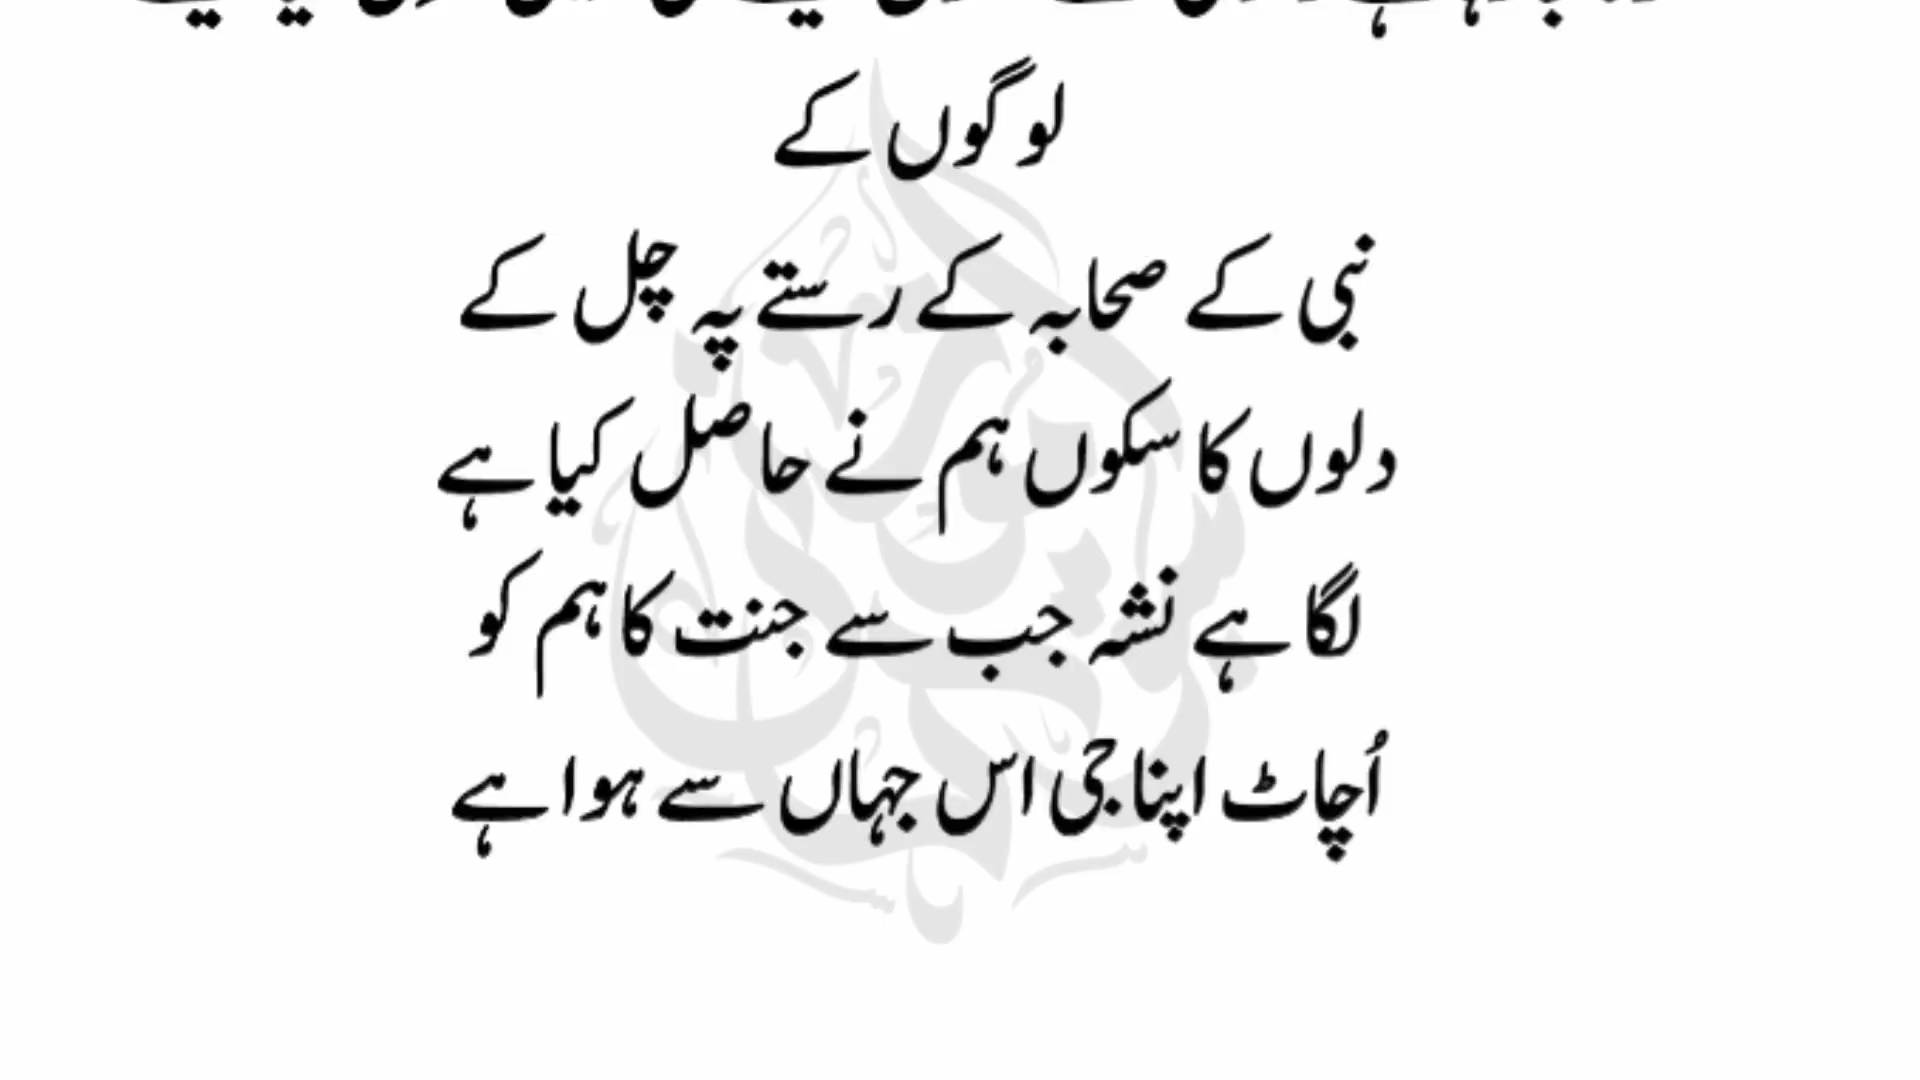 لوگوں کے
نبی کے صحابہ کے رستے پہ چل کے
دلوں کا سکوں ہم نے حاصل کیا ہے
لگا ہے نشہ جب سے جنت کا ہم کو
اُچاٹ اپنا جی اس جہاں سے ہوا ہے